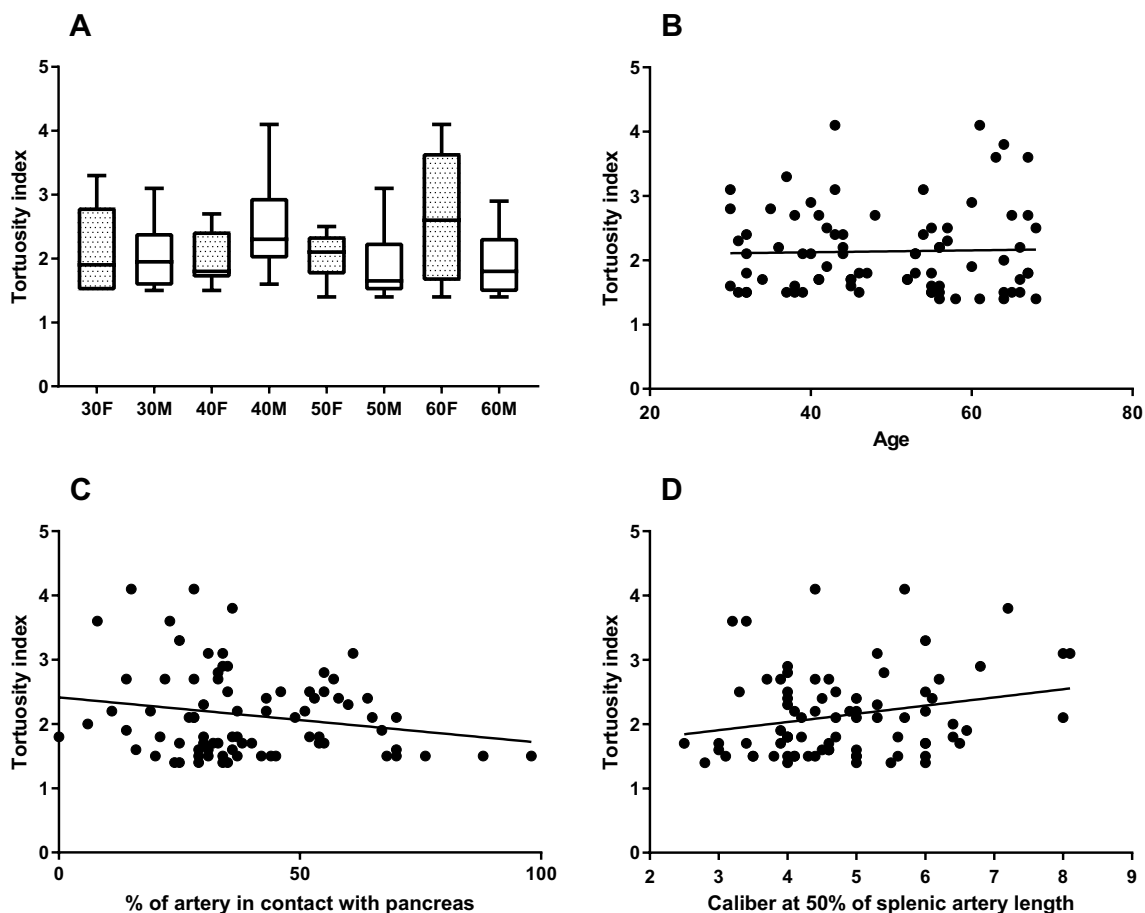 A
Tortuosity index
5
4
3
2
1
0
30F 30M 40F 40M 50F 50M 60F 60M
B
Tortuosity index
5
4
3
2
1
0
20 40 60 80
Age
C
Tortuosity index
5
4
3
2
1
0
0 50 100
% of artery in contact with pancreas
D
Tortuosity index
5
4
3
2
1
0
2 3 4 5 6 7 8 9
Caliber at 50% of splenic artery length